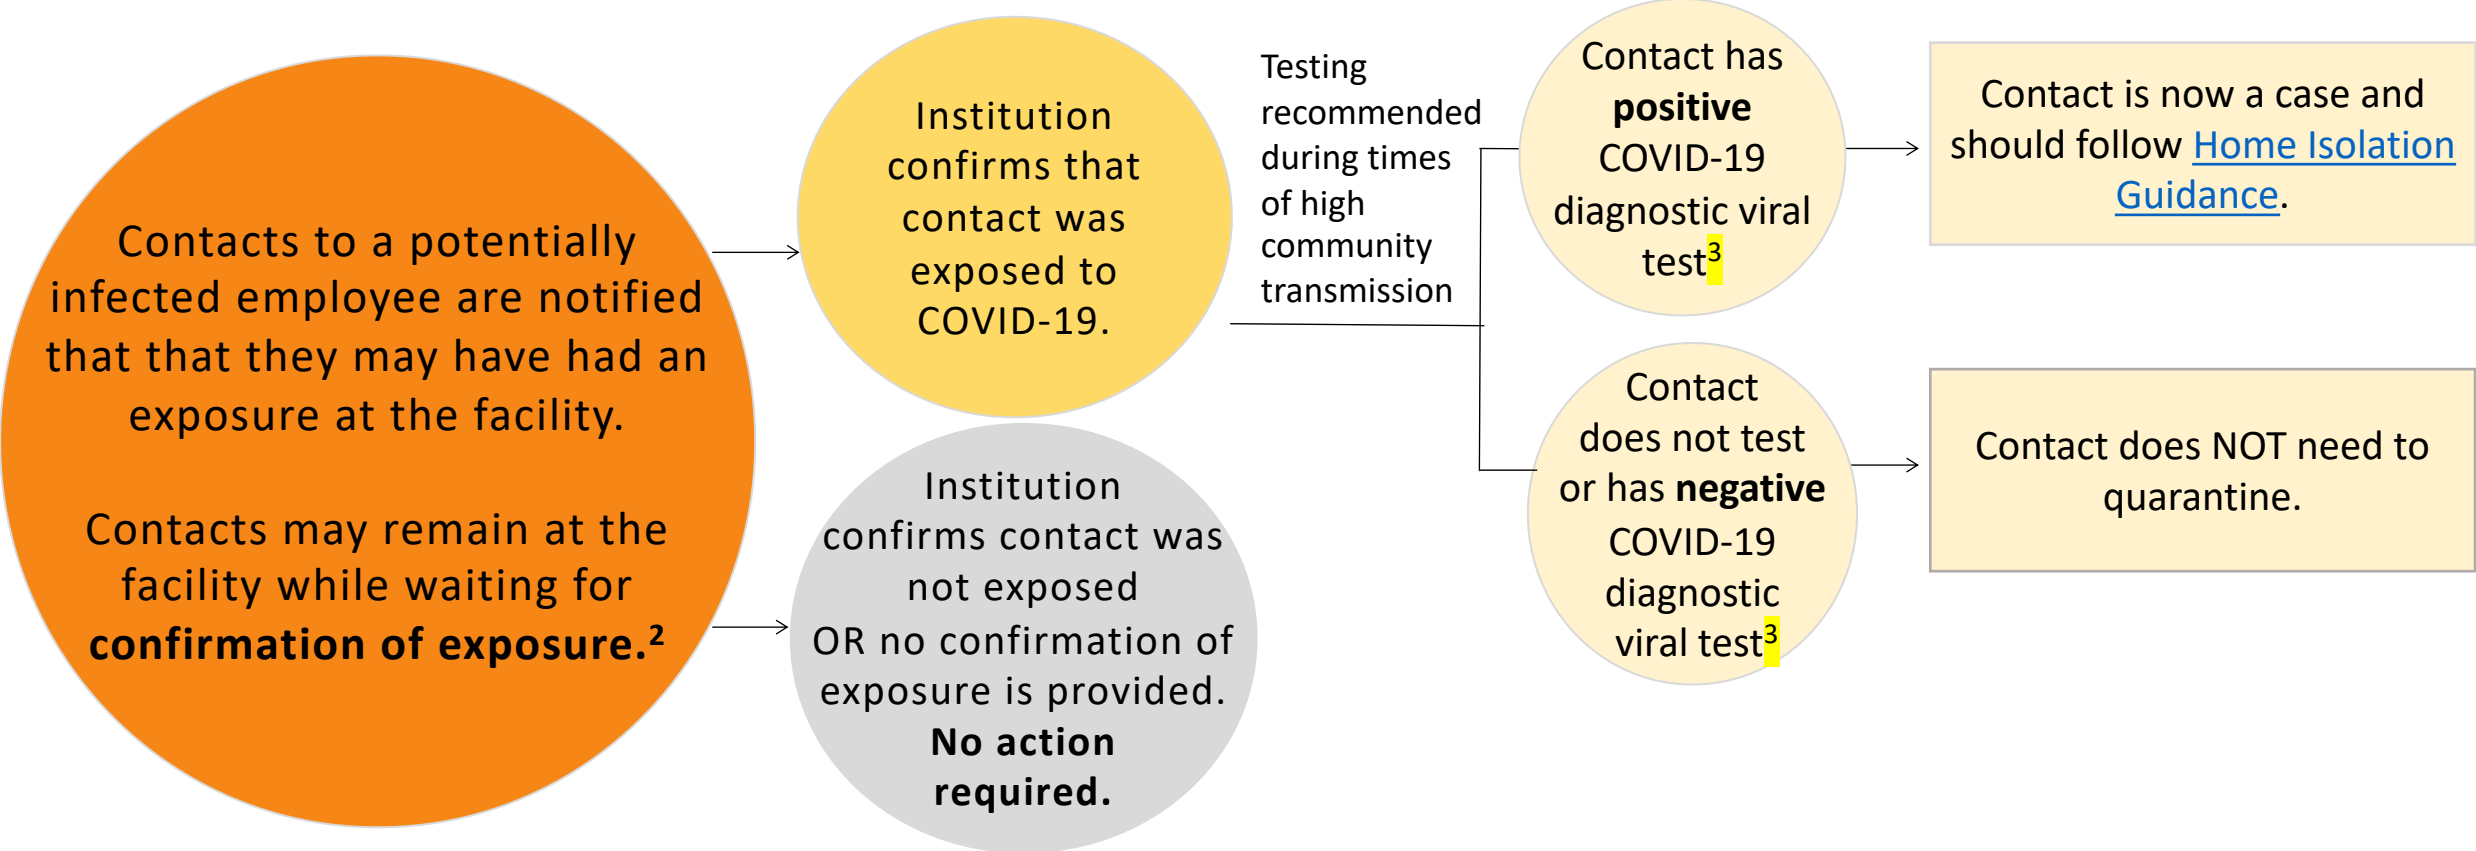 Contacts to a potentially
infected employee are notified
that that they may have had an
exposure at the facility.
Contacts may remain at the
facility while waiting for
confirmation of exposure.2
Institution
confirms that
contact was
exposed to
COVID-19.
Institution
confirms contact was
not exposed
OR no confirmation of
exposure is provided.
No action
required.
Testing
recommended
during times
of high
community
transmission
Contact has
positive
COVID-19
diagnostic viral
test3
Contact is now a case and
should follow Home Isolation
Guidance.
Contact
does not test
or has negative
COVID-19
diagnostic
viral test3
Contact does NOT need to
quarantine.